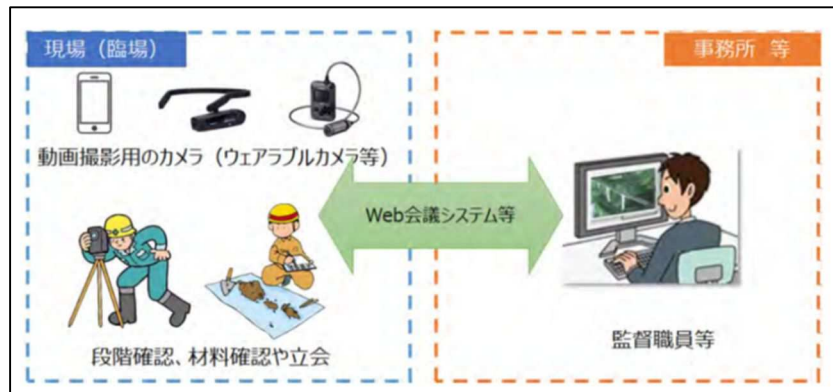 現場（臨場）
動画撮影用のカメラ（ウェアラブルカメラ等）
段階確認、材料確認や立会
Web会議システム等
事務所 等
監督職員等